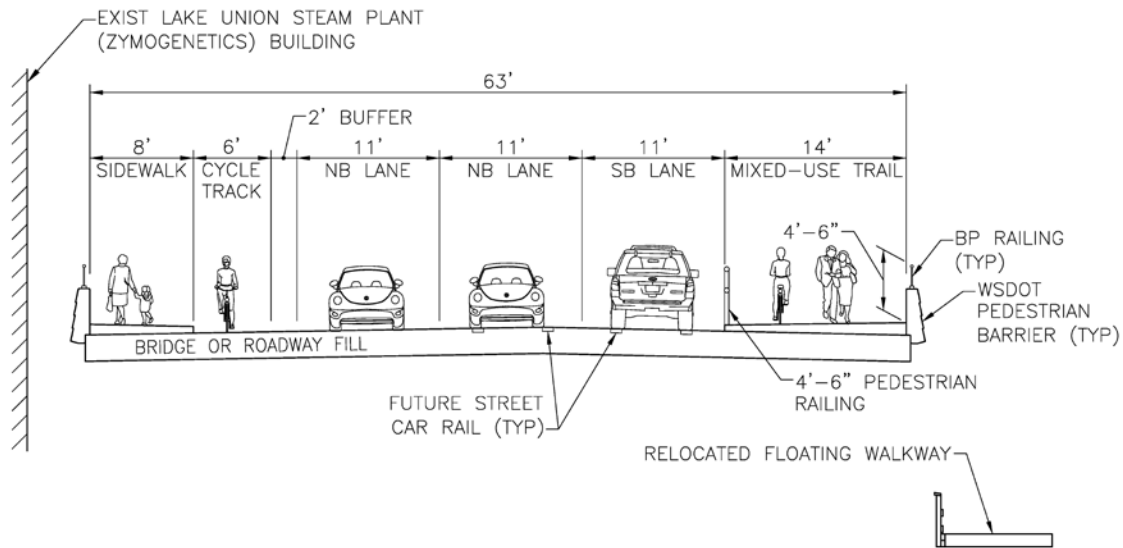 EXIST LAKE UNION STEAM PLANT
(ZYMOGENETICS) BUILDING
63'
2' BUFFER
8'
SIDEWALK
6'
CYCLE
TRACK
11'
NB LANE
11'
NB LANE
11'
SB LANE
14'
MIXED-USE TRAIL
4'-6"
BP RAILING
(TYP)
WSDOT
PEDESTRIAN
BARRIER (TYP)
BRIDGE OR ROADWAY FILL
FUTURE STREET
CAR RAIL (TYP)
4'-6" PEDESTRIAN
RAILING
RELOCATED FLOATING WALKWAY